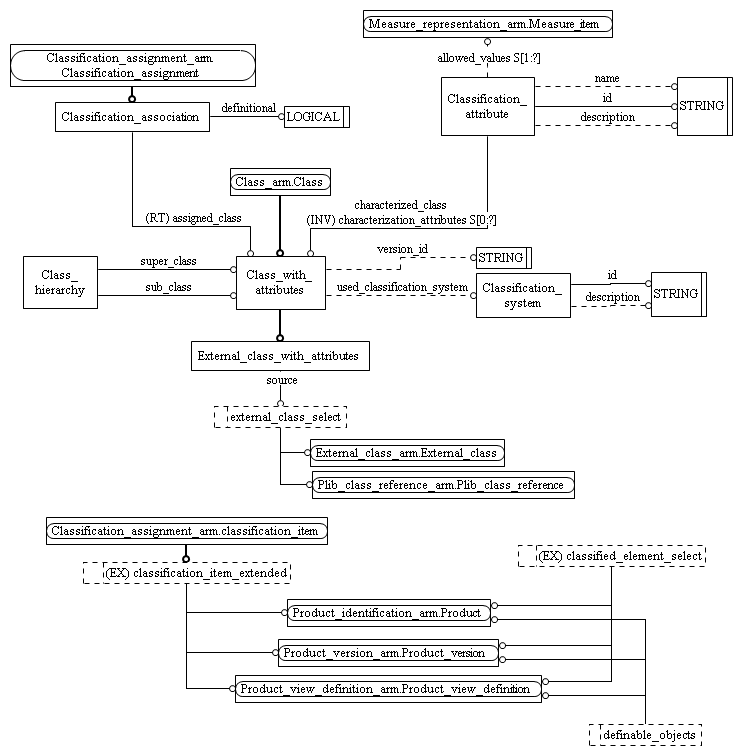 Measure_representation_arm.Measure_item
Classification_assignment_arm.
Classification_assignment
allowed_values S[1:?]
Classification_
attribute
name
id
description
STRING
Classification_association
definitional
LOGICAL
Class_arm.Class
(RT) assigned_class
characterized_class
(INV) characterization_attributes S[0:?]
Class_
hierarchy
super_class
sub_class
Class_with_
attributes
version_id
STRING
used_classification_system
Classification_
system
id
description
STRING
External_class_with_attributes
source
external_class_select
External_class_arm.External_class
Plib_class_reference_arm.Plib_class_reference
Classification_assignment_arm.classification_item
(EX) classification_item_extended
(EX) classified_element_select
Product_identification_arm.Product
Product_version_arm.Product_version
Product_view_definition_arm.Product_view_definition
definable_objects